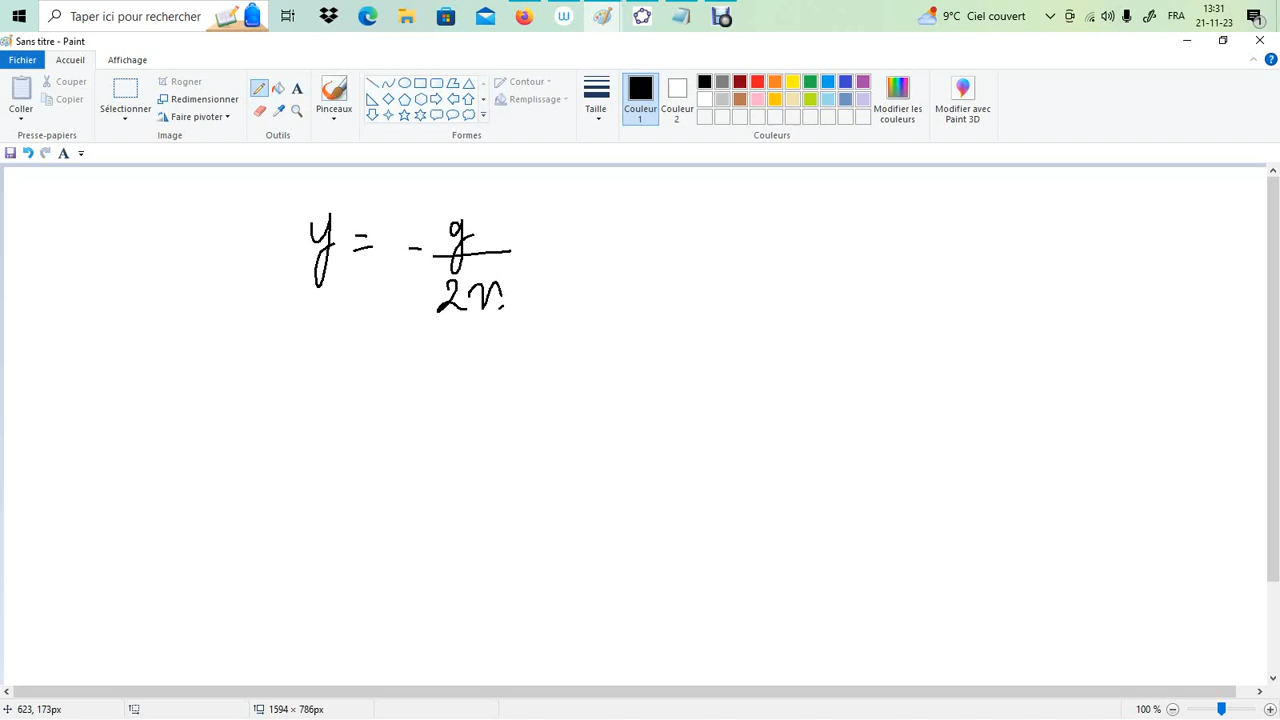 Taper ici pour rechercher 9°C Ciel couvert FRA 13:31 21-11-23 1
Sans titre - Paint
Fichier Accueil Affichage
Coller Couper Copier Sélectionner Rogner Redimensionner Faire pivoter A Pinceaux Contour Remplissage Taille Couleur 1 Couleur 2 Modifier les couleurs Modifier avec Paint 3D
Presse-papiers Image Outils Formes Couleurs
A
y = - g
2v
623, 173px 1594 × 786px 100 %